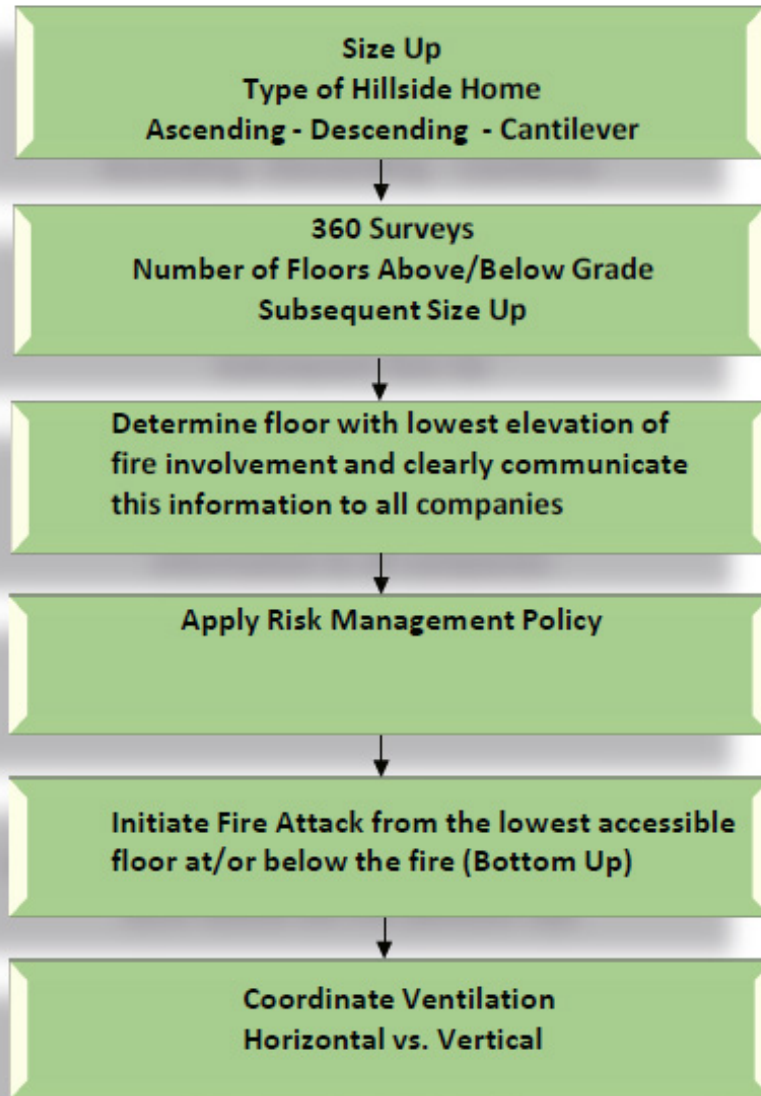 Size Up
Type of Hillside Home
Ascending - Descending - Cantilever
360 Surveys
Number of Floors Above/Below Grade
Subsequent Size Up
Determine floor with lowest elevation of
fire involvement and clearly communicate
this information to all companies
Apply Risk Management Policy
Initiate Fire Attack from the lowest accessible
floor at/or below the fire (Bottom Up)
Coordinate Ventilation
Horizontal vs. Vertical